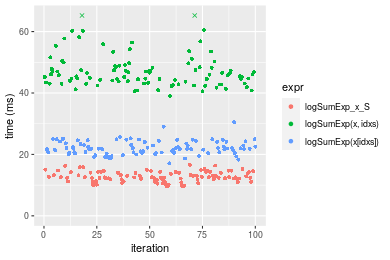 60
40
20
0
time (ms)
0
25
50
75
100
iteration
expr
logSumExp_x_S
logSumExp(x, idxs)
logSumExp(x[idxs])